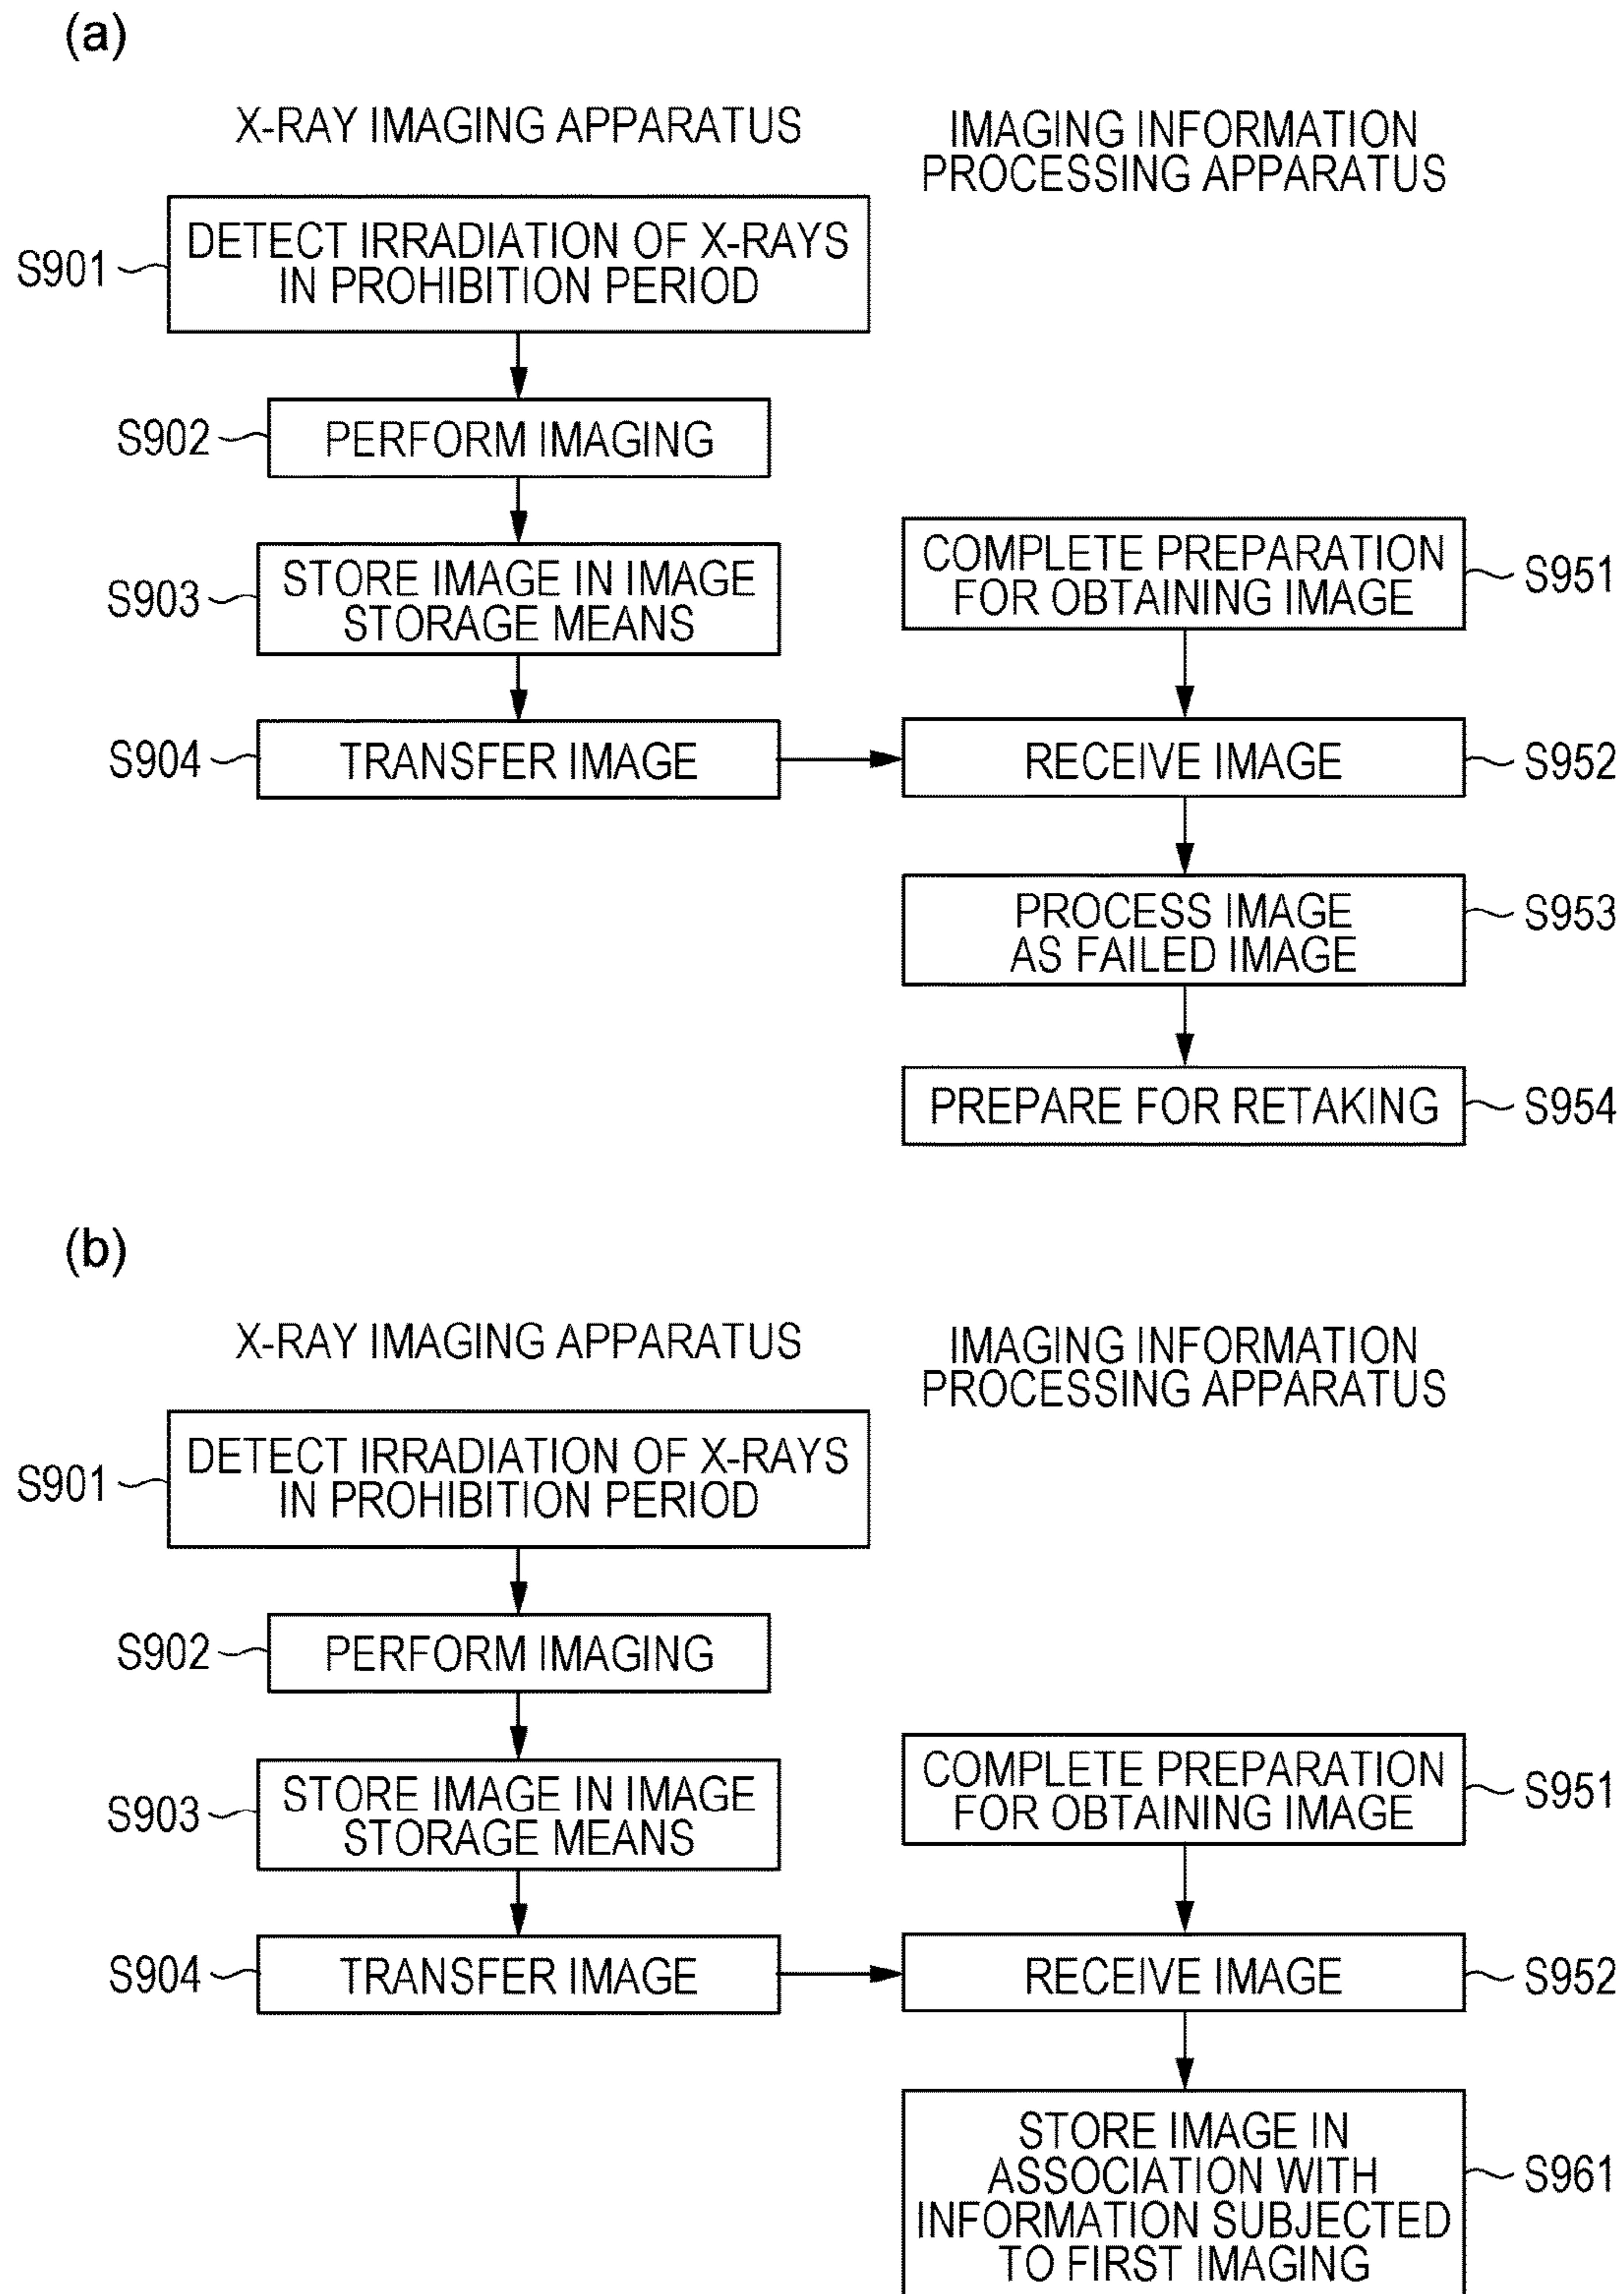 (a)
X-RAY IMAGING APPARATUS
IMAGING INFORMATION
PROCESSING APPARATUS
S901
DETECT IRRADIATION OF X-RAYS
IN PROHIBITION PERIOD
S902
PERFORM IMAGING
S903
STORE IMAGE IN IMAGE
STORAGE MEANS
COMPLETE PREPARATION
FOR OBTAINING IMAGE
S951
S904
TRANSFER IMAGE
RECEIVE IMAGE
S952
PROCESS IMAGE
AS FAILED IMAGE
S953
PREPARE FOR RETAKING
S954
(b)
X-RAY IMAGING APPARATUS
IMAGING INFORMATION
PROCESSING APPARATUS
S901
DETECT IRRADIATION OF X-RAYS
IN PROHIBITION PERIOD
S902
PERFORM IMAGING
S903
STORE IMAGE IN IMAGE
STORAGE MEANS
COMPLETE PREPARATION
FOR OBTAINING IMAGE
S951
S904
TRANSFER IMAGE
RECEIVE IMAGE
S952
STORE IMAGE IN
ASSOCIATION WITH
INFORMATION SUBJECTED
TO FIRST IMAGING
S961